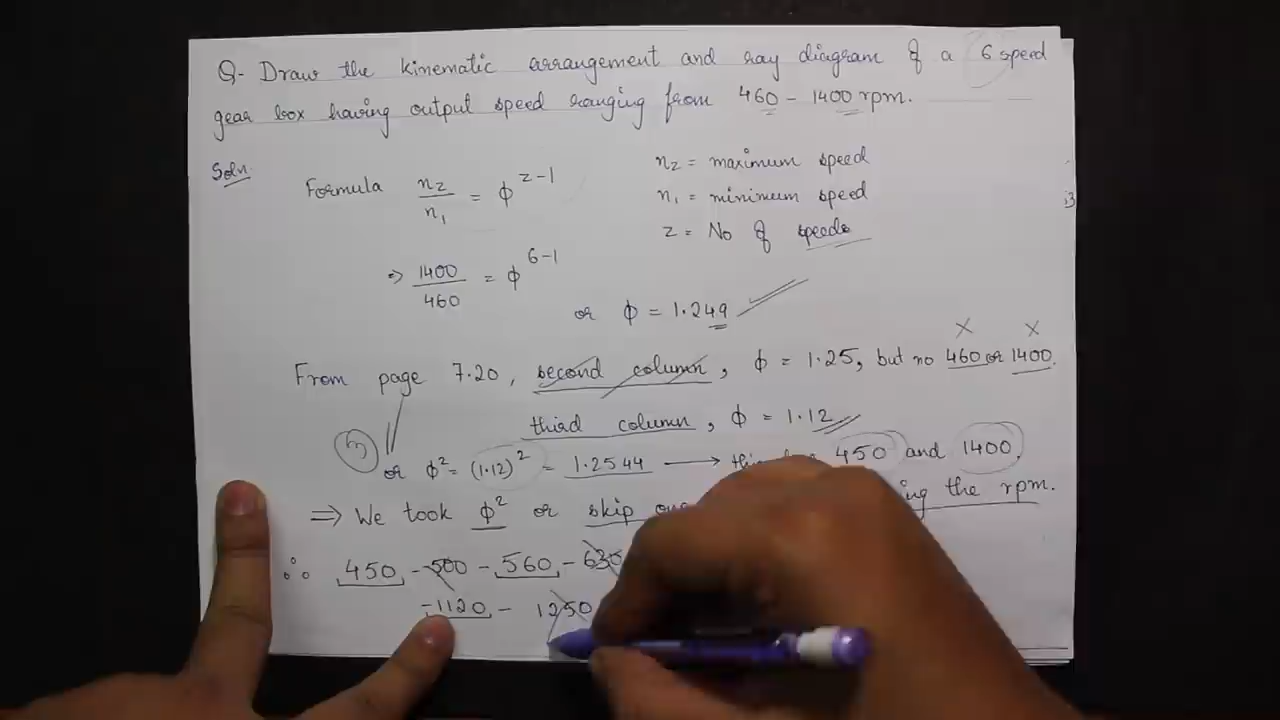 Q- Draw the kinematic arrangement and ray diagram of a 6 speed
gear box having output speed ranging from 460 - 1400 rpm.
Soln.
Formula n_z / n_1 = ϕ^(z-1)
n_z = maximum speed
n_1 = minimum speed
z = No of speeds
⇒ 1400 / 460 = ϕ^(6-1)
or ϕ = 1.249
From page 7.20, second column, ϕ = 1.25, but no 460 or 1400.
third column, ϕ = 1.12
or ϕ² = (1.12)² = 1.2544 → 450 and 1400.
⇒ We took ϕ² or skip the rpm.
∴ 450 - 500 - 560 - 630
- 1120 - 1250